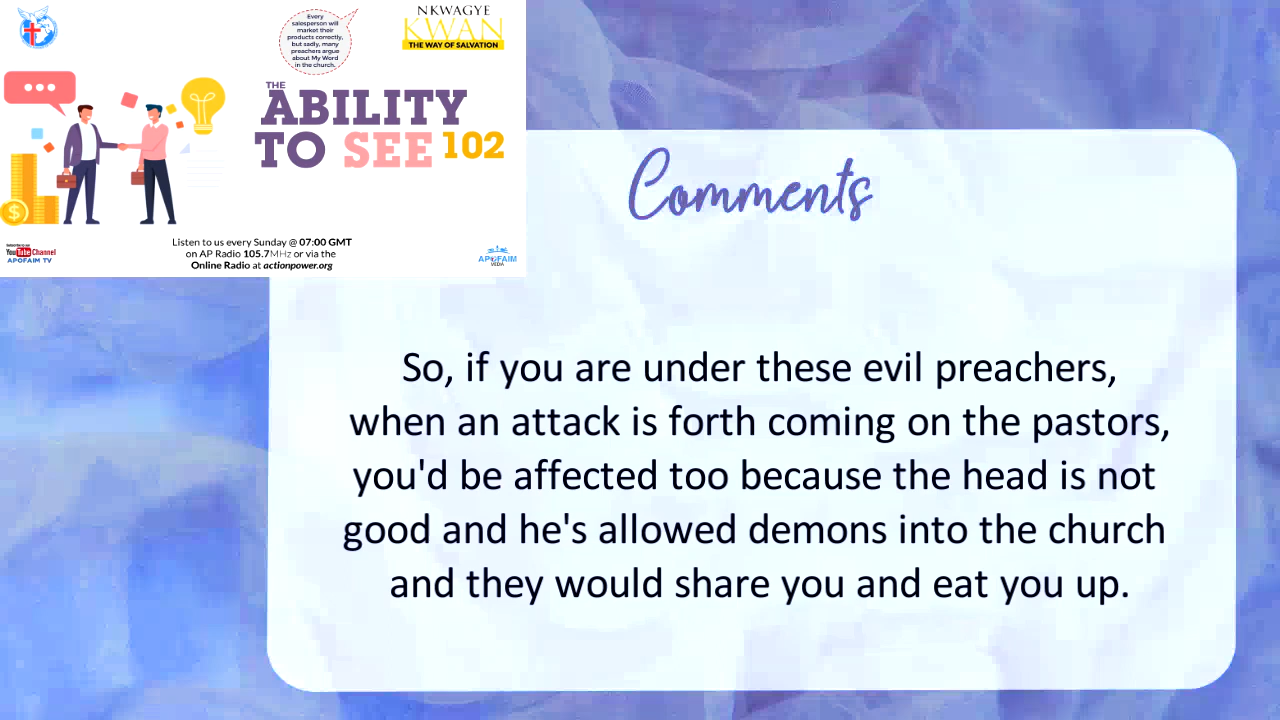 Every
salesperson will
market their
products correctly,
but sadly, many
preachers argue
about My Word
in the church.
NKWAGYE
KWAN
THE WAY OF SALVATION
THE
ABILITY
TO SEE 102
Listen to us every Sunday @ 07:00 GMT
on AP Radio 105.7MHz or via the
Online Radio at actionpower.org
YouTube Channel
APOFAIM TV
APOFAIM
MEDIA
Comments
So, if you are under these evil preachers,
when an attack is forth coming on the pastors,
you'd be affected too because the head is not
good and he's allowed demons into the church
and they would share you and eat you up.